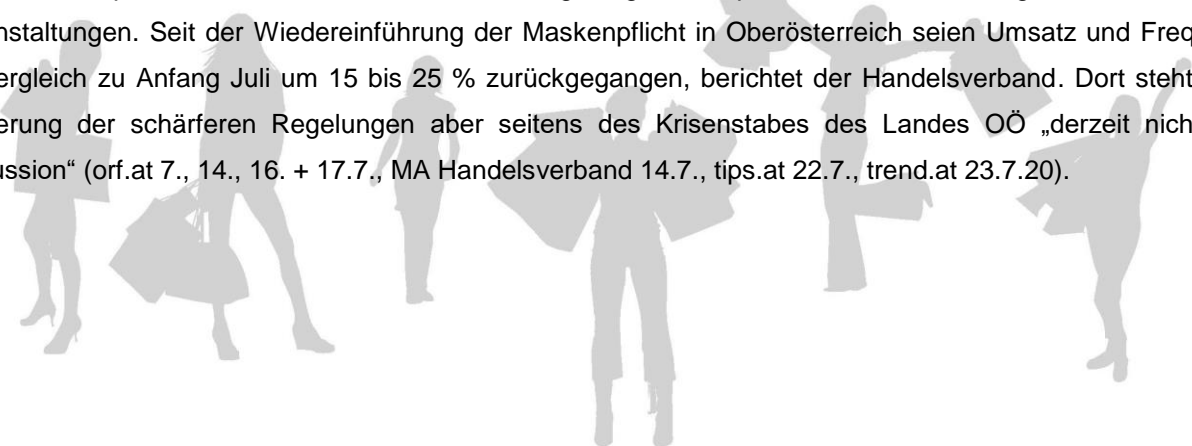 nstaltungen. Seit der Wiedereinführung der Maskenpflicht in Oberösterreich seien Umsatz und Freq
ergleich zu Anfang Juli um 15 bis 25 % zurückgegangen, berichtet der Handelsverband. Dort steht
erung der schärferen Regelungen aber seitens des Krisenstabes des Landes OÖ „derzeit nich
ussion“ (orf.at 7., 14., 16. + 17.7., MA Handelsverband 14.7., tips.at 22.7., trend.at 23.7.20).